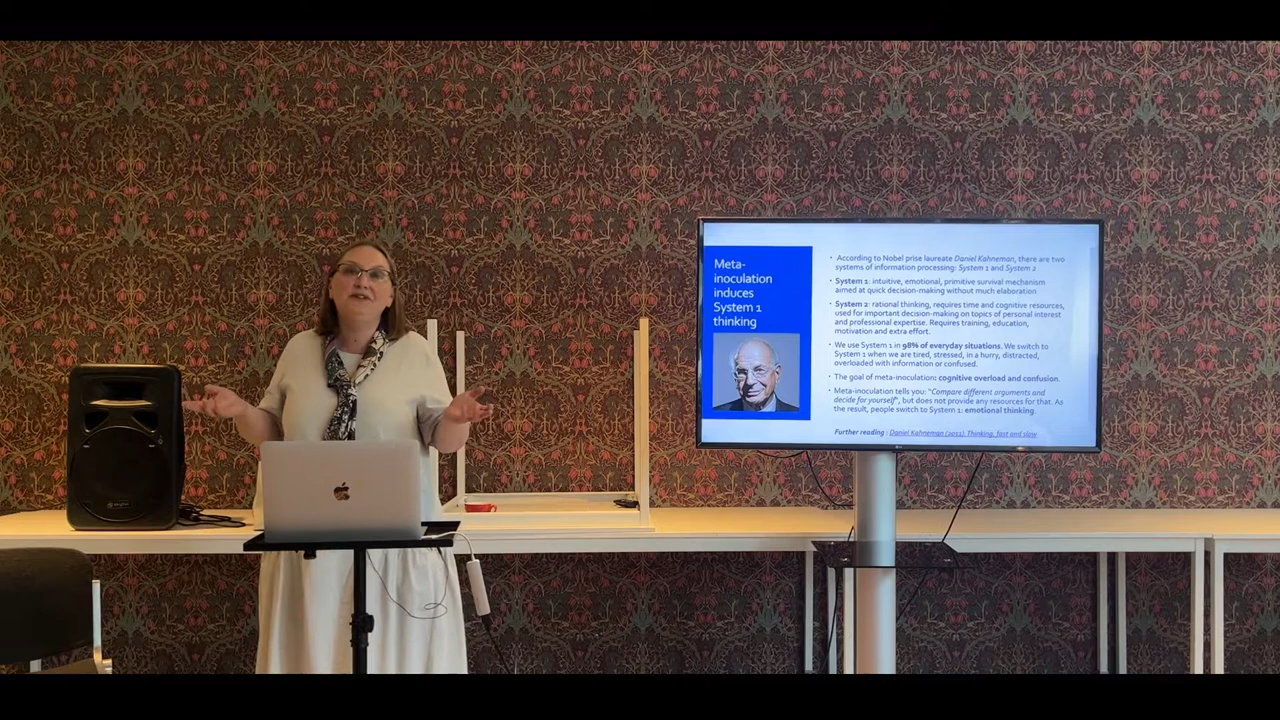 Meta-
inoculation
induces
System 1
thinking
• According to Nobel prise laureate Daniel Kahneman, there are two
systems of information processing: System 1 and System 2
• System 1: intuitive, emotional, primitive survival mechanism
aimed at quick decision-making without much elaboration
• System 2: rational thinking, requires time and cognitive resources,
used for important decision-making on topics of personal interest
and professional expertise. Requires training, education,
motivation and extra effort.
• We use System 1 in 98% of everyday situations. We switch to
System 1 when we are tired, stressed, in a hurry, distracted,
overloaded with information or confused.
• The goal of meta-inoculation: cognitive overload and confusion.
• Meta-inoculation tells you: "Compare different arguments and
decide for yourself", but does not provide any resources for that. As
the result, people switch to System 1: emotional thinking.
Further reading : Daniel Kahneman (2011). Thinking, fast and slow
LG